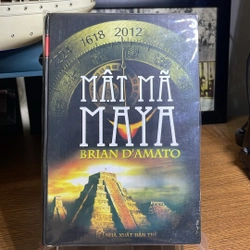 1618 2012
MẬT MÃ
MAYA
BRIAN D'AMATO
NHÀ XUẤT BẢN TRẺ